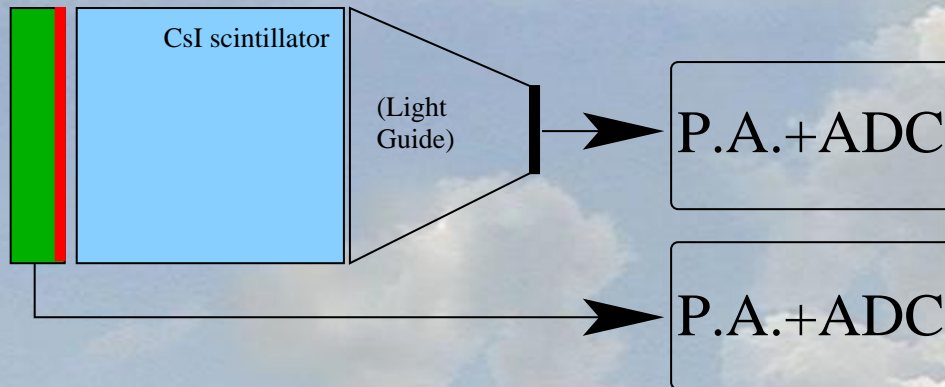 CsI scintillator
(Light
Guide)
P.A.+ADC
P.A.+ADC